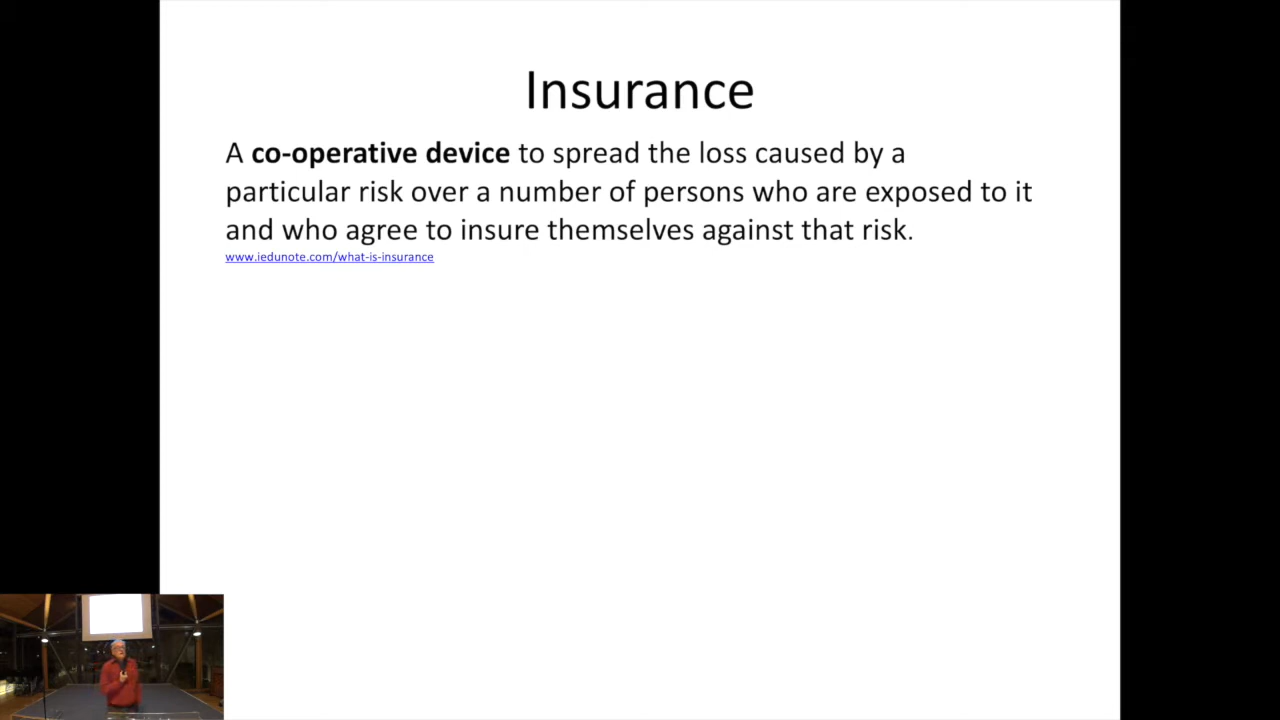 Insurance
A co-operative device to spread the loss caused by a
particular risk over a number of persons who are exposed to it
and who agree to insure themselves against that risk.
www.iedunote.com/what-is-insurance